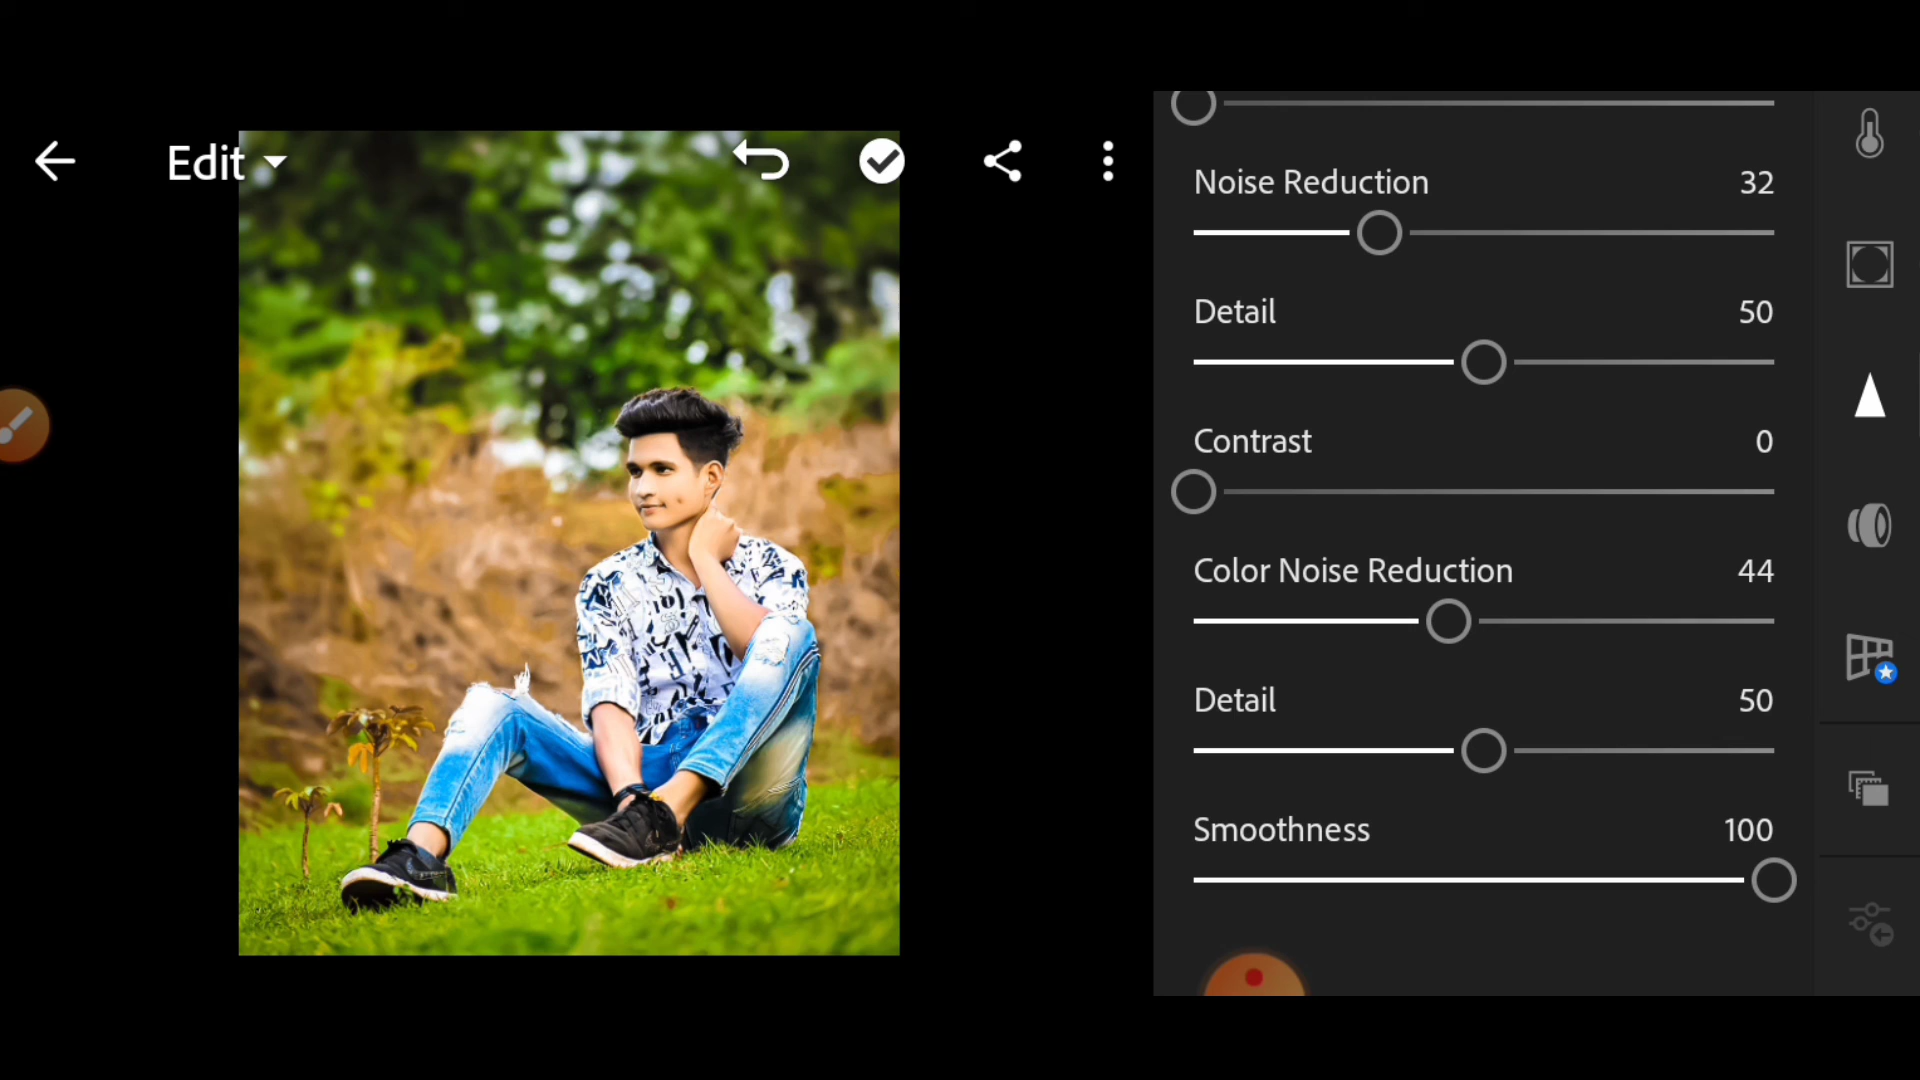 Edit
Noise Reduction 32
Detail 50
Contrast 0
Color Noise Reduction 44
Detail 50
Smoothness 100